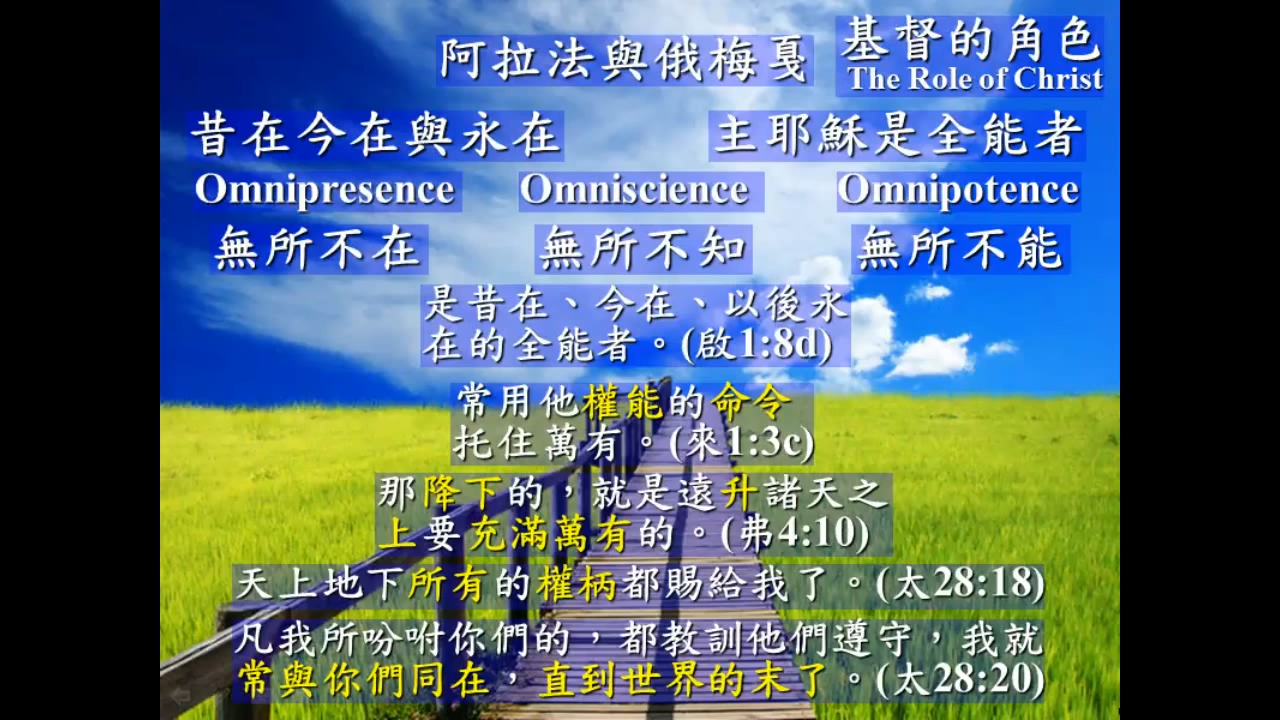 阿拉法與俄梅戛
基督的角色
The Role of Christ
昔在今在與永在
主耶穌是全能者
Omnipresence
Omniscience
Omnipotence
無所不在
無所不知
無所不能
是昔在、今在、以後永
在的全能者。(啟1:8d)
常用他權能的命令
托住萬有。(來1:3c)
那降下的，就是遠升諸天之
上要充滿萬有的。(弗4:10)
天上地下所有的權柄都賜給我了。(太28:18)
凡我所吩咐你們的，都教訓他們遵守，我就
常與你們同在，直到世界的末了。(太28:20)